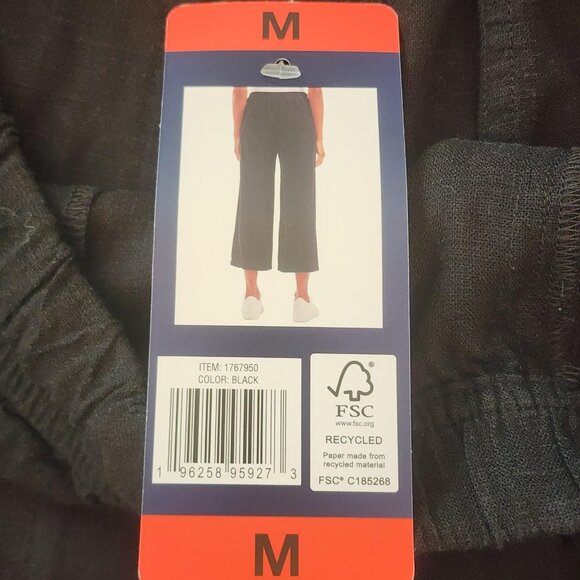 M
ITEM: 1767950
COLOR: BLACK
1 96258 95927 3
®
FSC
www.fsc.org
RECYCLED
Paper made from
recycled material
FSC® C185268
M